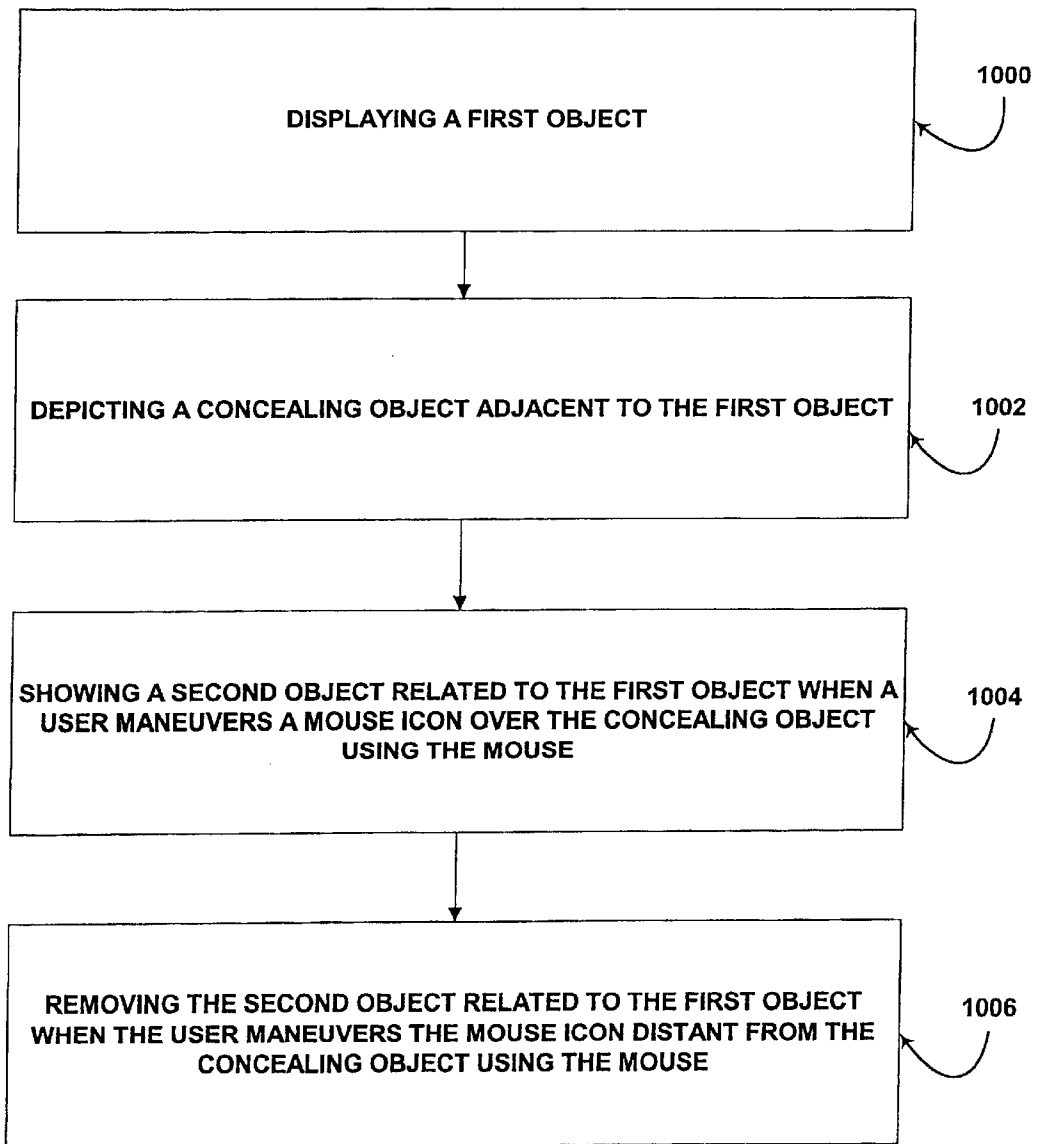 DISPLAYING A FIRST OBJECT
1000
DEPICTING A CONCEALING OBJECT ADJACENT TO THE FIRST OBJECT
1002
SHOWING A SECOND OBJECT RELATED TO THE FIRST OBJECT WHEN A
USER MANEUVERS A MOUSE ICON OVER THE CONCEALING OBJECT
USING THE MOUSE
1004
REMOVING THE SECOND OBJECT RELATED TO THE FIRST OBJECT
WHEN THE USER MANEUVERS THE MOUSE ICON DISTANT FROM THE
CONCEALING OBJECT USING THE MOUSE
1006